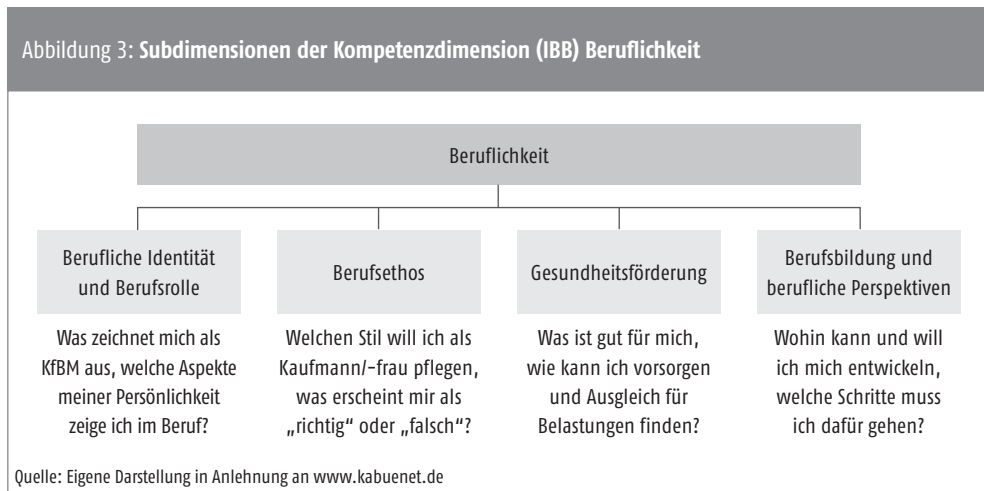 Abbildung 3: Subdimensionen der Kompetenzdimension (IBB) Beruflichkeit
Beruflichkeit
Berufliche Identität
und Berufsrolle
Was zeichnet mich als
KfBM aus, welche Aspekte
meiner Persönlichkeit
zeige ich im Beruf?
Berufsethos
Welchen Stil will ich als
Kaufmann/-frau pflegen,
was erscheint mir als
„richtig“ oder „falsch“?
Gesundheitsförderung
Was ist gut für mich,
wie kann ich vorsorgen
und Ausgleich für
Belastungen finden?
Berufsbildung und
berufliche Perspektiven
Wohin kann und will
ich mich entwickeln,
welche Schritte muss
ich dafür gehen?
Quelle: Eigene Darstellung in Anlehnung an www.kabuenet.de